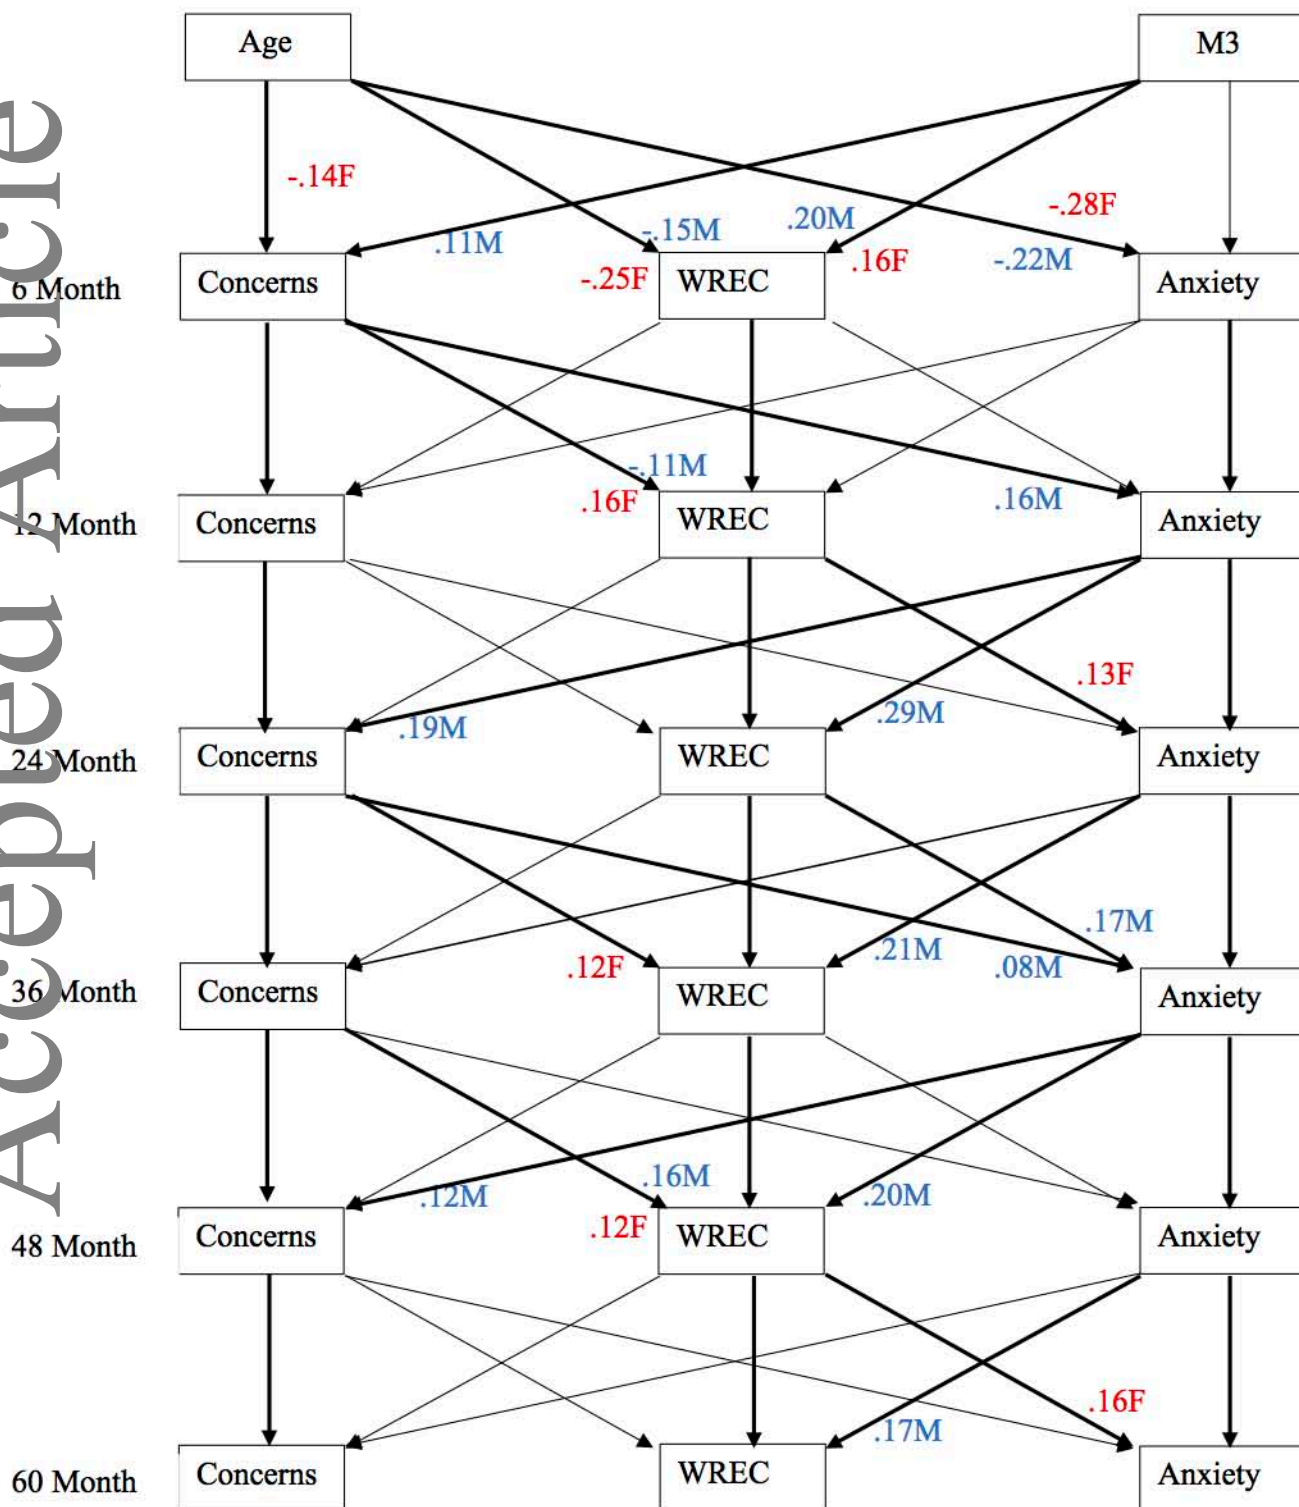 Accepted Article
Age
M3
-.14F
-.28F
.11M
-.15M
.20M
-.25F
.16F
-.22M
6 Month
Concerns
WREC
Anxiety
-.11M
.16F
.16M
12 Month
Concerns
WREC
Anxiety
.13F
.19M
.29M
24 Month
Concerns
WREC
Anxiety
.17M
.12F
.21M
.08M
36 Month
Concerns
WREC
Anxiety
.12M
.16M
.20M
.12F
48 Month
Concerns
WREC
Anxiety
.16F
.17M
60 Month
Concerns
WREC
Anxiety